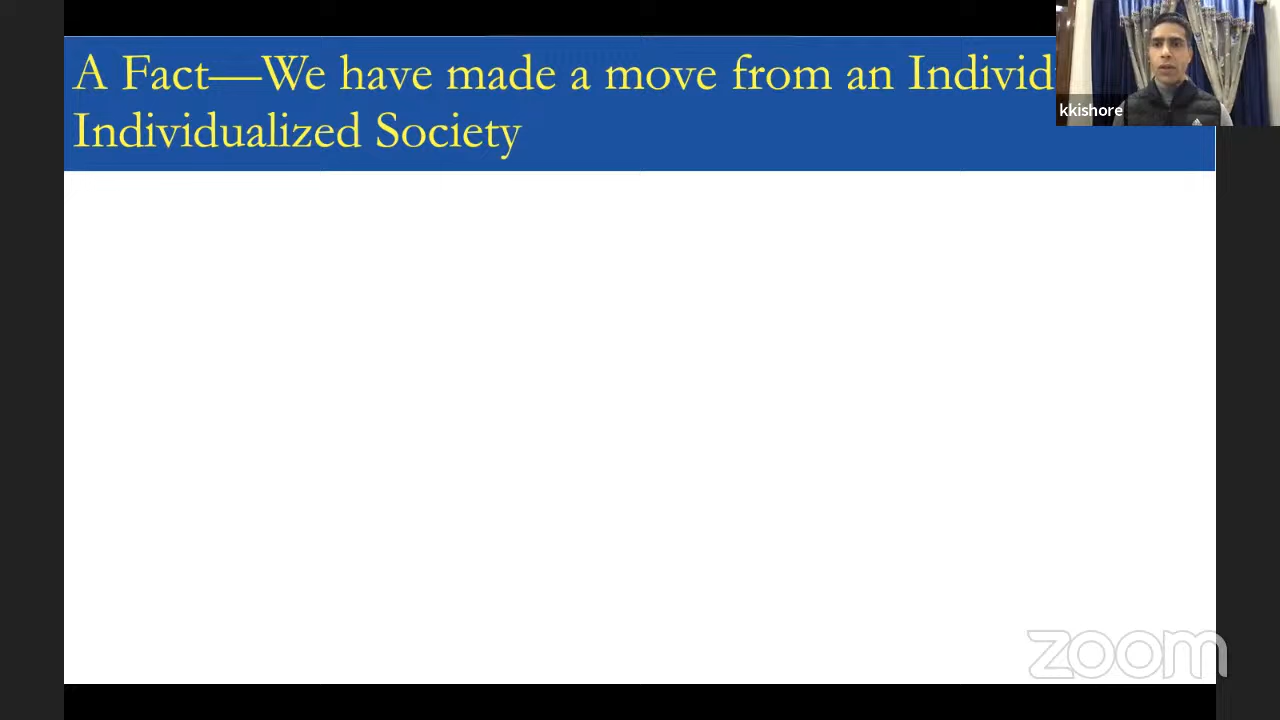 A Fact—We have made a move from an Individ
Individualized Society
kkishore
zoom